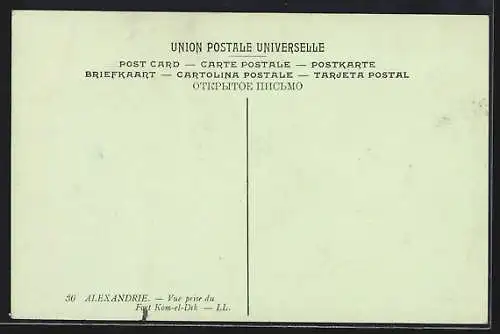 UNION POSTALE UNIVERSELLE
POST CARD — CARTE POSTALE — POSTKARTE
BRIEFKAART — CARTOLINA POSTALE — TARJETA POSTAL
ОТКРЫТОЕ ПИСЬМО
30 ALEXANDRIE. — Vue prise du
Fort Kom-el-Dik — LL.